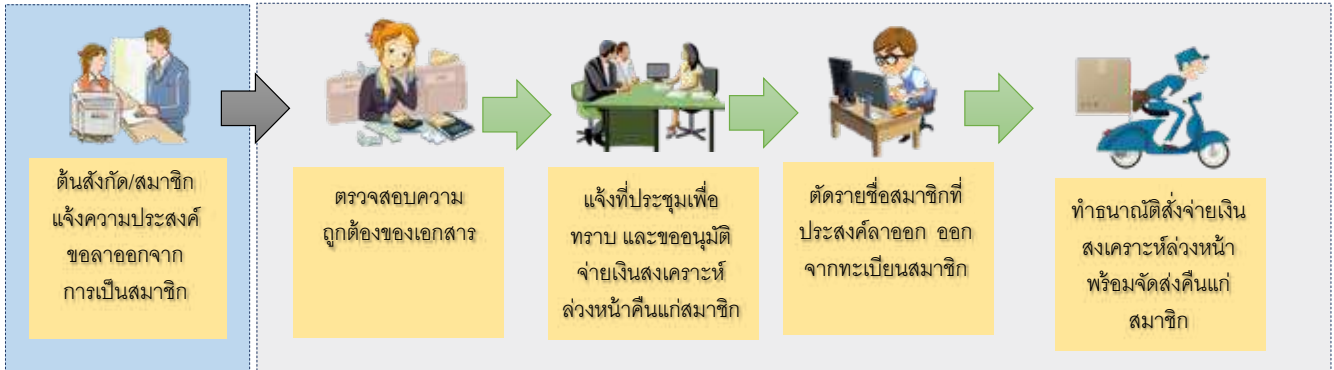 ต้นสังกัด/สมาชิก
แจ้งความประสงค์
ขอลาออกจาก
การเป็นสมาชิก
ตรวจสอบความ
ถูกต้องของเอกสาร
แจ้งที่ประชุมเพื่อ
ทราบ และขออนุมัติ
จ่ายเงินสงเคราะห์
ล่วงหน้าคืนแก่สมาชิก
ตัดรายชื่อสมาชิกที่
ประสงค์ลาออก ออก
จากทะเบียนสมาชิก
ทำธนาณัติสั่งจ่ายเงิน
สงเคราะห์ล่วงหน้า
พร้อมจัดส่งคืนแก่
สมาชิก